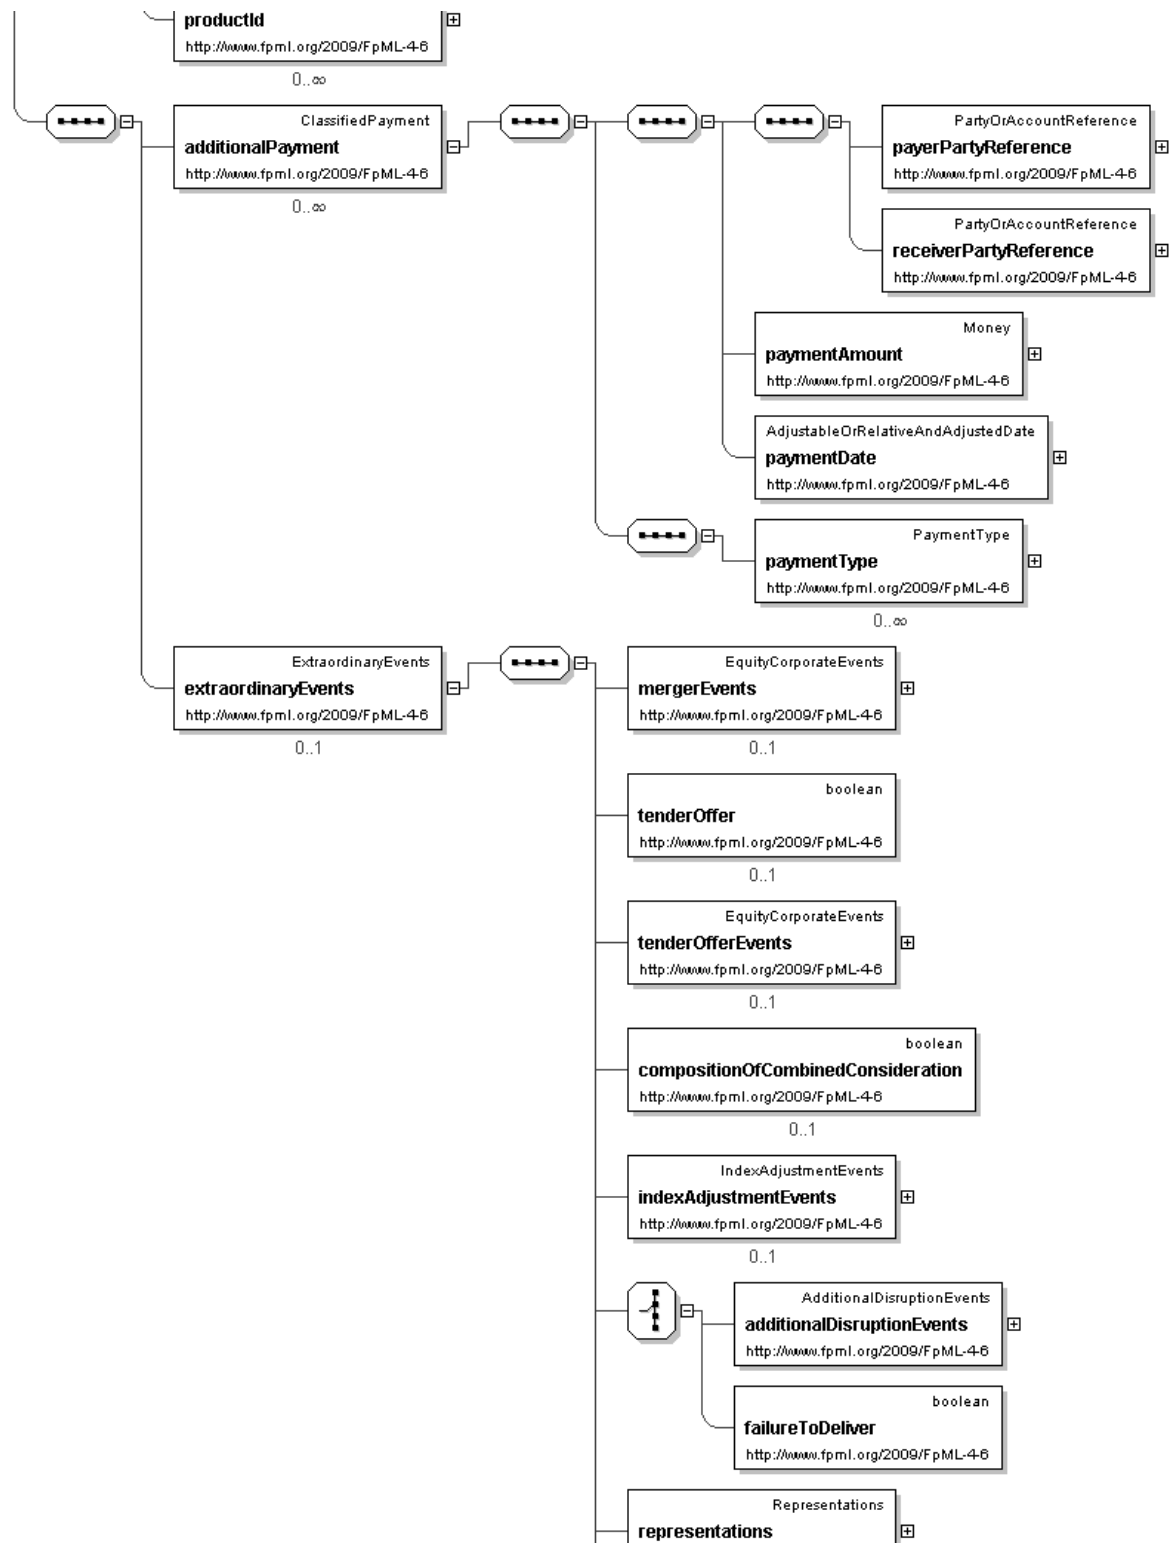 productId
http://www.fpml.org/2009/FpML-4-6
0..∞
ClassifiedPayment
additionalPayment
http://www.fpml.org/2009/FpML-4-6
0..∞
PartyOrAccountReference
payerPartyReference
http://www.fpml.org/2009/FpML-4-6
PartyOrAccountReference
receiverPartyReference
http://www.fpml.org/2009/FpML-4-6
Money
paymentAmount
http://www.fpml.org/2009/FpML-4-6
AdjustableOrRelativeAndAdjustedDate
paymentDate
http://www.fpml.org/2009/FpML-4-6
PaymentType
paymentType
http://www.fpml.org/2009/FpML-4-6
0..∞
ExtraordinaryEvents
extraordinaryEvents
http://www.fpml.org/2009/FpML-4-6
0..1
EquityCorporateEvents
mergerEvents
http://www.fpml.org/2009/FpML-4-6
0..1
boolean
tenderOffer
http://www.fpml.org/2009/FpML-4-6
0..1
EquityCorporateEvents
tenderOfferEvents
http://www.fpml.org/2009/FpML-4-6
0..1
boolean
compositionOfCombinedConsideration
http://www.fpml.org/2009/FpML-4-6
0..1
IndexAdjustmentEvents
indexAdjustmentEvents
http://www.fpml.org/2009/FpML-4-6
0..1
AdditionalDisruptionEvents
additionalDisruptionEvents
http://www.fpml.org/2009/FpML-4-6
boolean
failureToDeliver
http://www.fpml.org/2009/FpML-4-6
Representations
representations